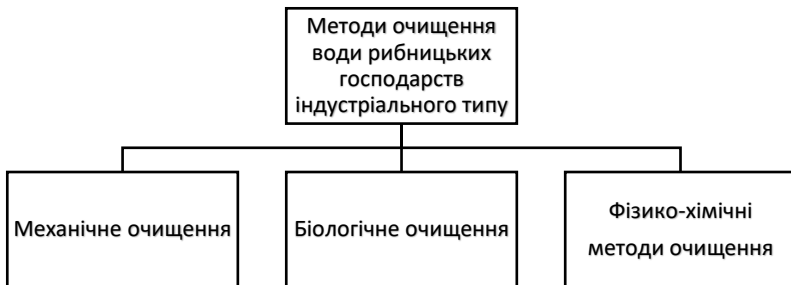 Методи очищення
води рибницьких
господарств
індустріального типу
Механічне очищення
Біологічне очищення
Фізико-хімічні
методи очищення